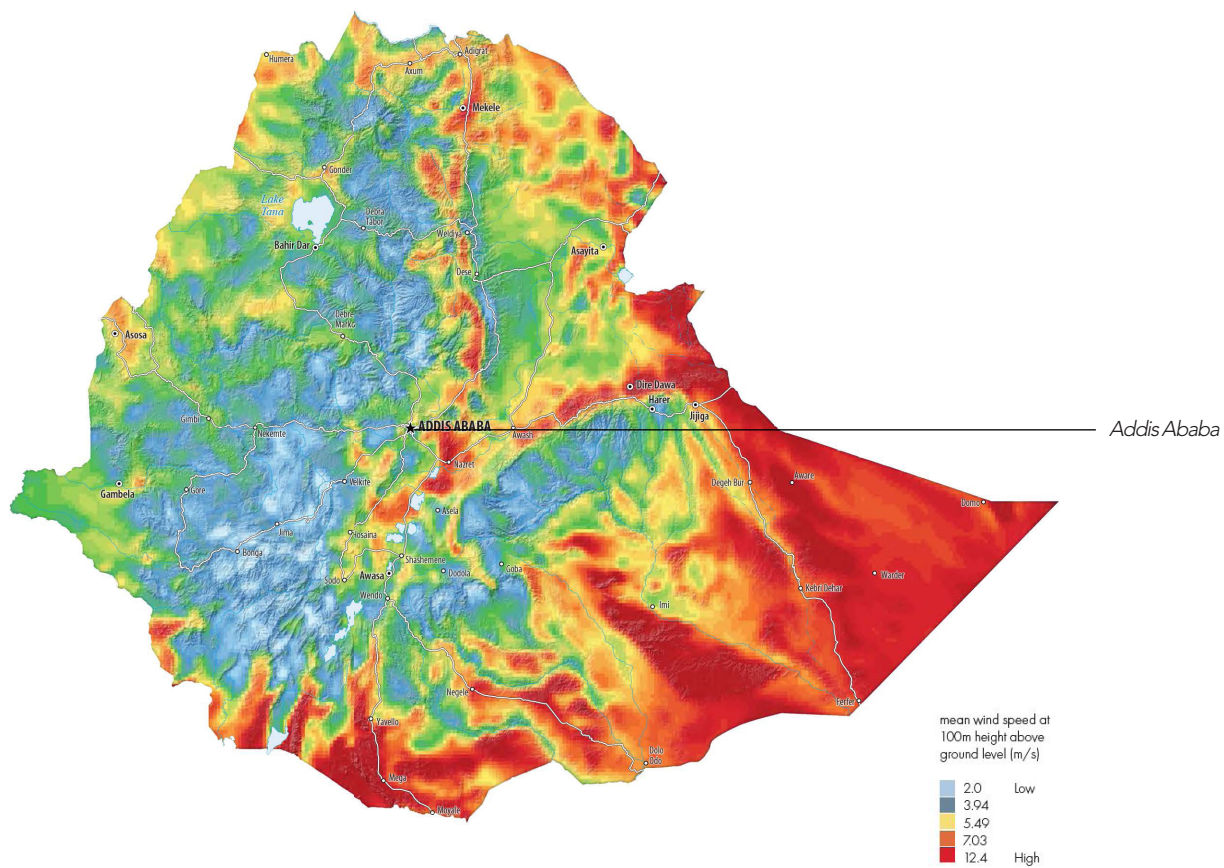 Humera
Axum
Adigrat
Mekele
Gonder
Lake
Tana
Debra
Tabor
Bahir Dar
Weldiya
Asayita
Dese
Debre
Marko
Asosa
Dire Dawa
Harer
Jijiga
Gimbi
Nekemte
ADDIS ABABA
Awash
Addis Ababa
Nazret
Gambela
Gore
Welkite
Degeh Bur
Aware
Domo
Asela
Jima
Hosaina
Bonga
Shashemene
Sodo
Awasa
Dodola
Goba
Warder
Kebri Dehar
Wendo
Imi
Negele
Ferfer
Yavello
Dolo
Odo
Mega
Moyale
mean wind speed at
100m height above
ground level (m/s)
2.0 Low
3.94
5.49
7.03
12.4 High